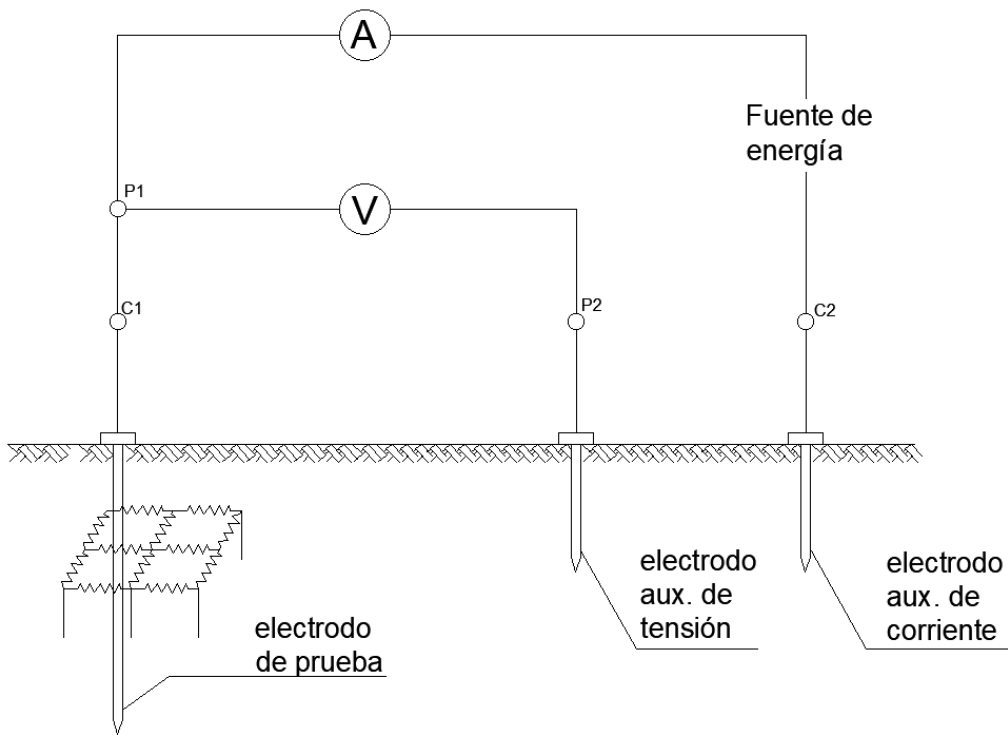 A
Fuente de
energía
P1
V
C1
P2
C2
electrodo
aux. de
tensión
electrodo
aux. de
corriente
electrodo
de prueba